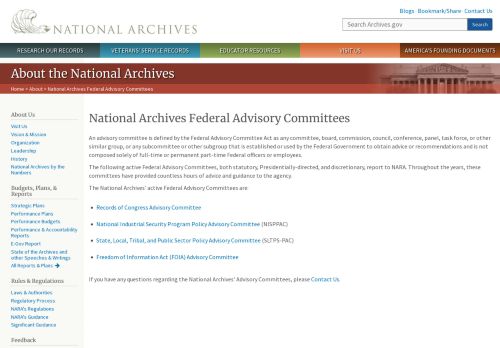 Blogs · Bookmark/Share · Contact Us
NATIONAL ARCHIVES
Search Archives.gov
Search
RESEARCH OUR RECORDS
VETERANS' SERVICE RECORDS
EDUCATOR RESOURCES
VISIT US
AMERICA'S FOUNDING DOCUMENTS
About the National Archives
Home > About > National Archives Federal Advisory Committees
About Us
Visit Us
Vision & Mission
Organization
Leadership
History
National Archives by the
Numbers
Budgets, Plans, &
Reports
Strategic Plans
Performance Plans
Performance Budgets
Performance & Accountability
Reports
E-Gov Report
State of the Archives and
other Speeches & Writings
All Reports & Plans
Rules & Regulations
Laws & Authorities
Regulatory Process
NARA's Regulations
NARA's Guidance
Significant Guidance
Feedback
National Archives Federal Advisory Committees
An advisory committee is defined by the Federal Advisory Committee Act as any committee, board, commission, council, conference, panel, task force, or other
similar group, or any subcommittee or other subgroup that is established or used by the Federal Government to obtain advice or recommendations and is not
composed solely of full-time or permanent part-time Federal officers or employees.
The following active Federal Advisory Committees, both statutory, Presidentially-directed, and discretionary, report to NARA. Throughout the years, these
committees have provided countless hours of advice and guidance to the agency.
The National Archives' active Federal Advisory Committees are:
• Records of Congress Advisory Committee
• National Industrial Security Program Policy Advisory Committee (NISPPAC)
• State, Local, Tribal, and Public Sector Policy Advisory Committee (SLTPS-PAC)
• Freedom of Information Act (FOIA) Advisory Committee
If you have any questions regarding the National Archives' Advisory Committees, please Contact Us.